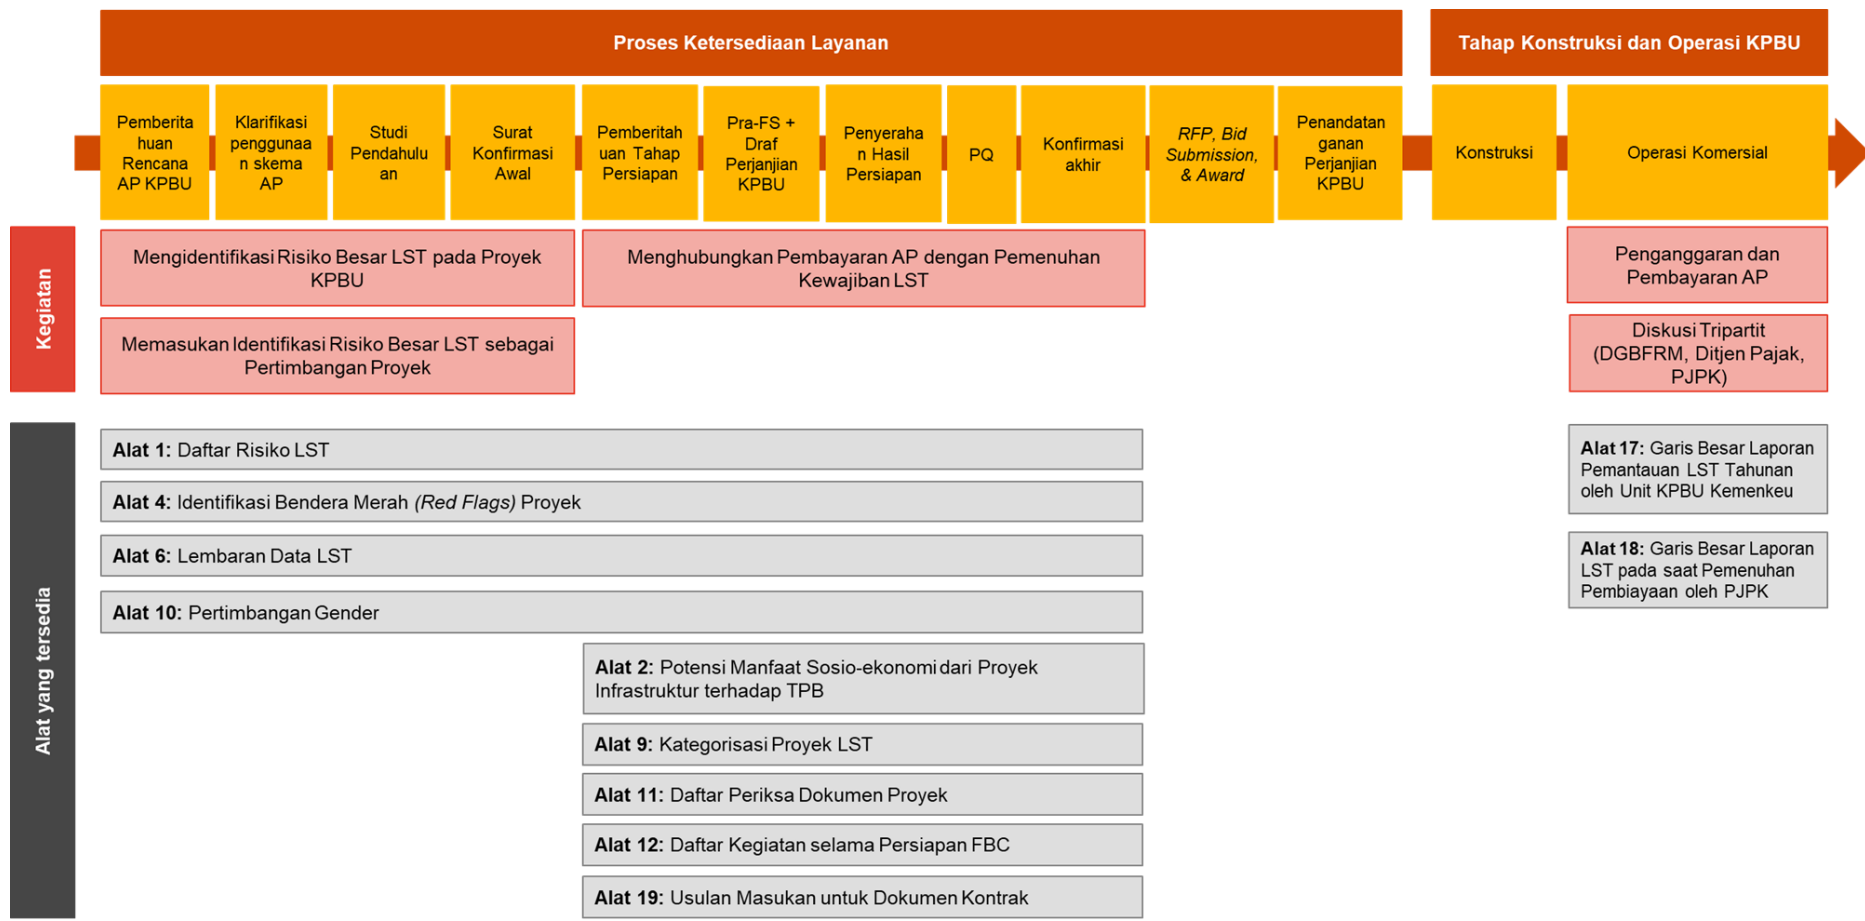 Proses Ketersediaan Layanan
Tahap Konstruksi dan Operasi KPBU
Pemberita
huan
Rencana
AP KPBU
Klarifikasi
penggunaa
n skema
AP
Studi
Pendahulu
an
Surat
Konfirmasi
Awal
Pemberitah
uan Tahap
Persiapan
Pra-FS +
Draf
Perjanjian
KPBU
Penyeraha
n Hasil
Persiapan
PQ
Konfirmasi
akhir
RFP, Bid
Submission,
& Award
Penandatan
ganan
Perjanjian
KPBU
Konstruksi
Operasi Komersial
Kegiatan
Mengidentifikasi Risiko Besar LST pada Proyek
KPBU
Menghubungkan Pembayaran AP dengan Pemenuhan
Kewajiban LST
Penganggaran dan
Pembayaran AP
Memasukan Identifikasi Risiko Besar LST sebagai
Pertimbangan Proyek
Diskusi Tripartit
(DGBFRM, Ditjen Pajak,
PJPK)
Alat yang tersedia
Alat 1: Daftar Risiko LST
Alat 4: Identifikasi Bendera Merah (Red Flags) Proyek
Alat 6: Lembaran Data LST
Alat 10: Pertimbangan Gender
Alat 2: Potensi Manfaat Sosio-ekonomi dari Proyek
Infrastruktur terhadap TPB
Alat 9: Kategorisasi Proyek LST
Alat 11: Daftar Periksa Dokumen Proyek
Alat 12: Daftar Kegiatan selama Persiapan FBC
Alat 19: Usulan Masukan untuk Dokumen Kontrak
Alat 17: Garis Besar Laporan
Pemantauan LST Tahunan
oleh Unit KPBU Kemenkeu
Alat 18: Garis Besar Laporan
LST pada saat Pemenuhan
Pembiayaan oleh PJPK